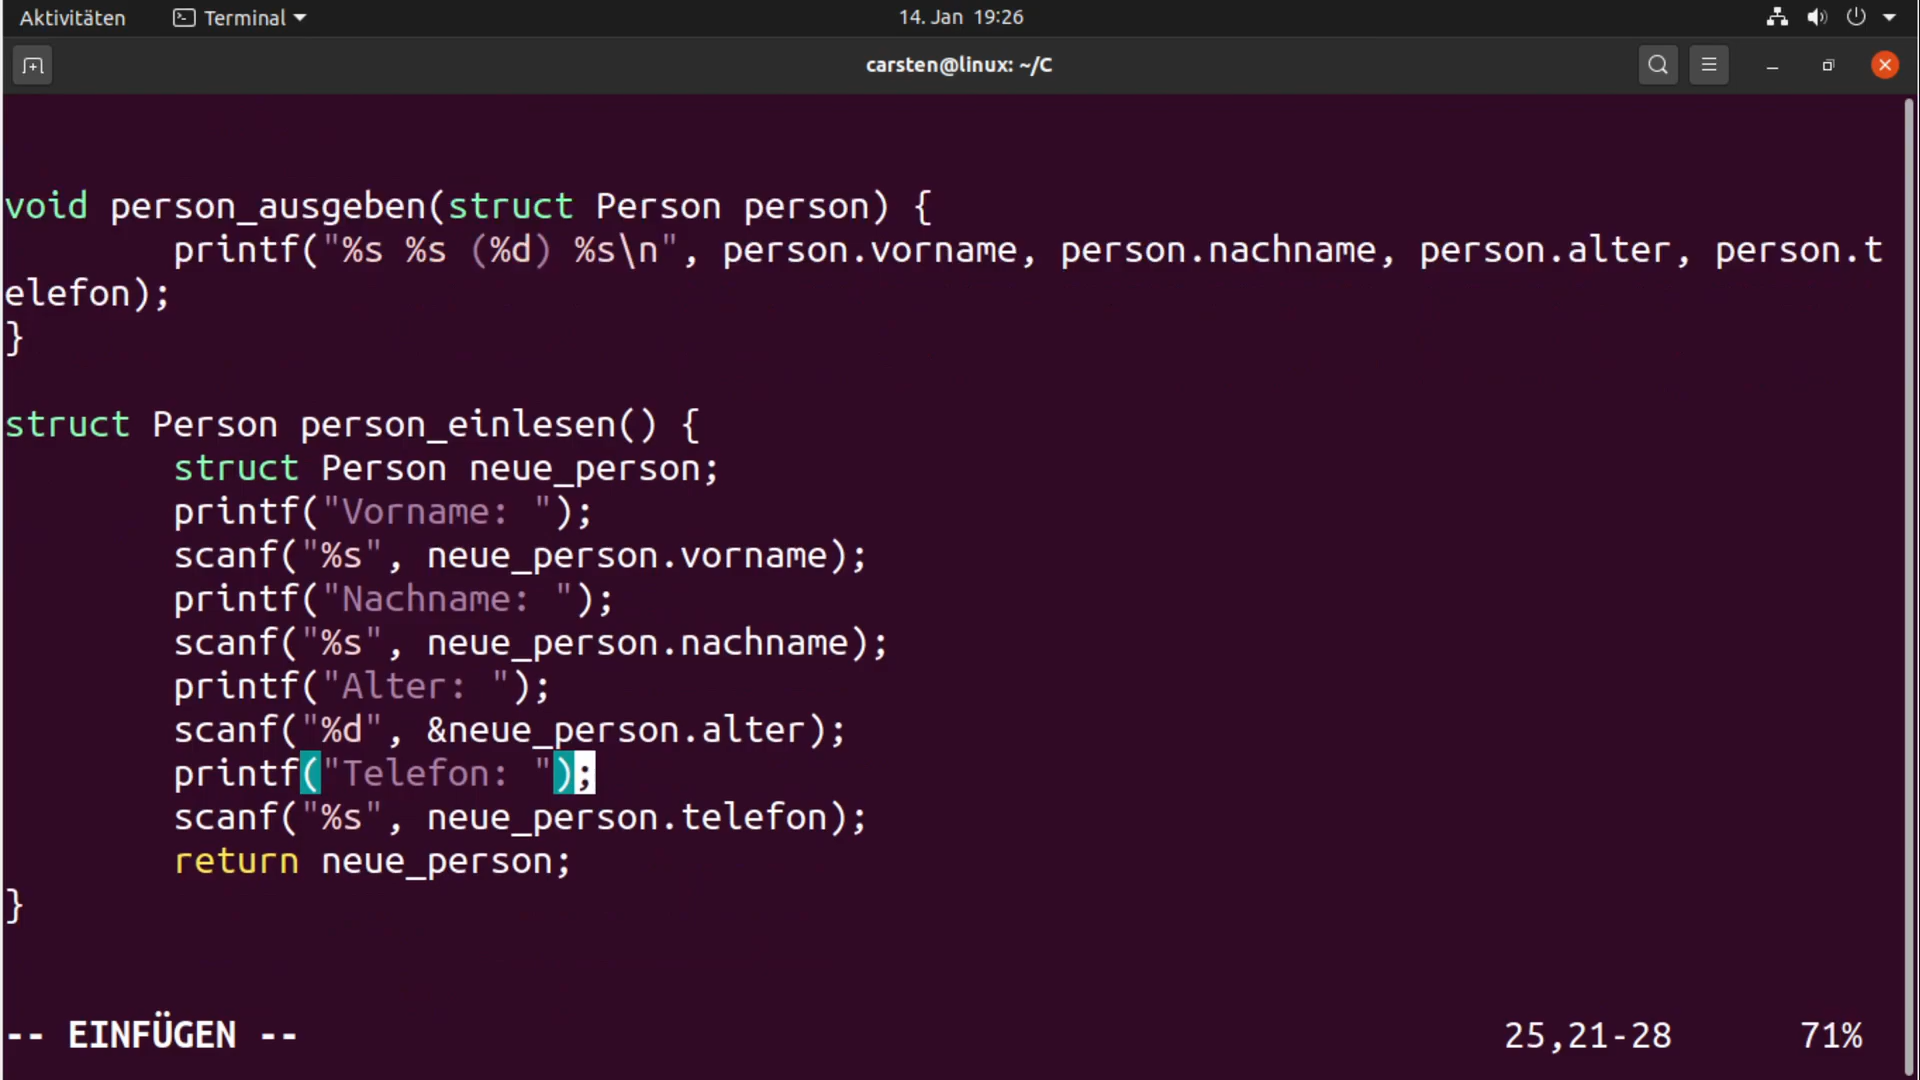 Aktivitäten Terminal 14. Jan 19:26
carsten@linux: ~/C
void person_ausgeben(struct Person person) {
        printf("%s %s (%d) %s\n", person.vorname, person.nachname, person.alter, person.t
elefon);
}
struct Person person_einlesen() {
        struct Person neue_person;
        printf("Vorname: ");
        scanf("%s", neue_person.vorname);
        printf("Nachname: ");
        scanf("%s", neue_person.nachname);
        printf("Alter: ");
        scanf("%d", &neue_person.alter);
        printf("Telefon: ");
        scanf("%s", neue_person.telefon);
        return neue_person;
}
-- EINFÜGEN -- 25,21-28 71%